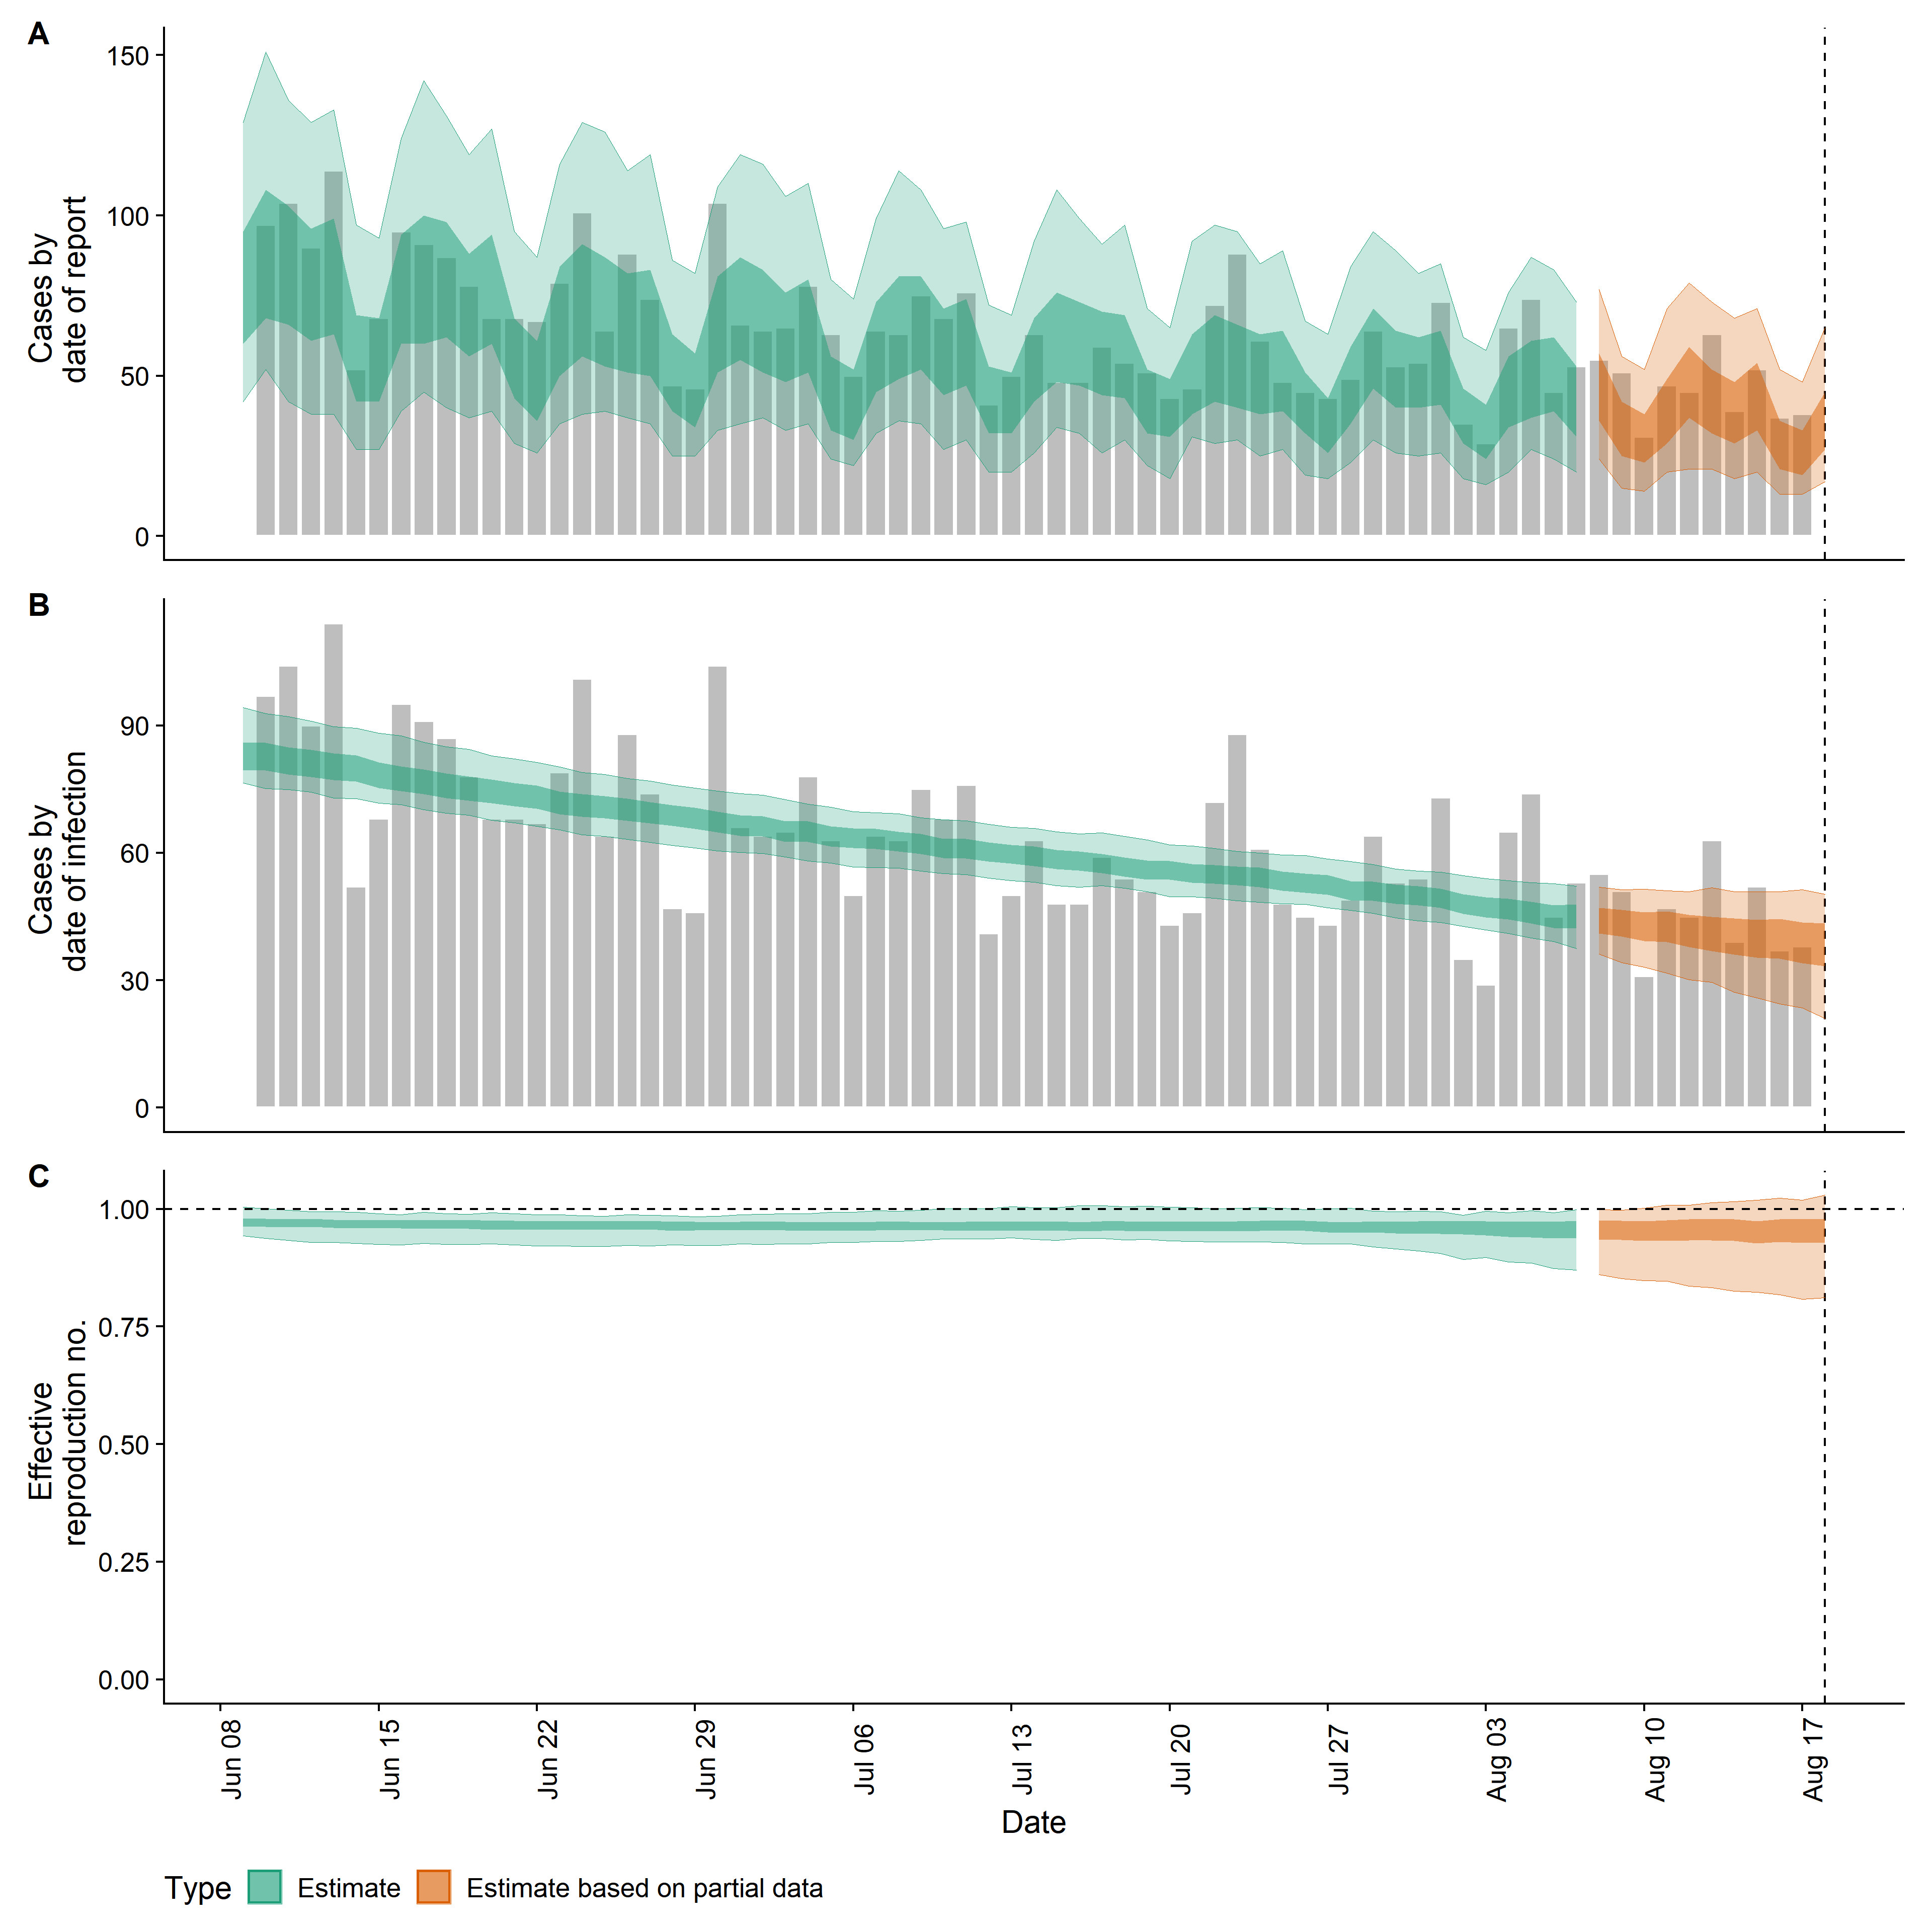 A
150
100
50
0
Cases by
date of report
B
90
60
30
0
Cases by
date of infection
C
1.00
0.75
0.50
0.25
0.00
Effective
reproduction no.
Jun 08
Jun 15
Jun 22
Jun 29
Jul 06
Jul 13
Jul 20
Jul 27
Aug 03
Aug 10
Aug 17
Date
Type Estimate Estimate based on partial data